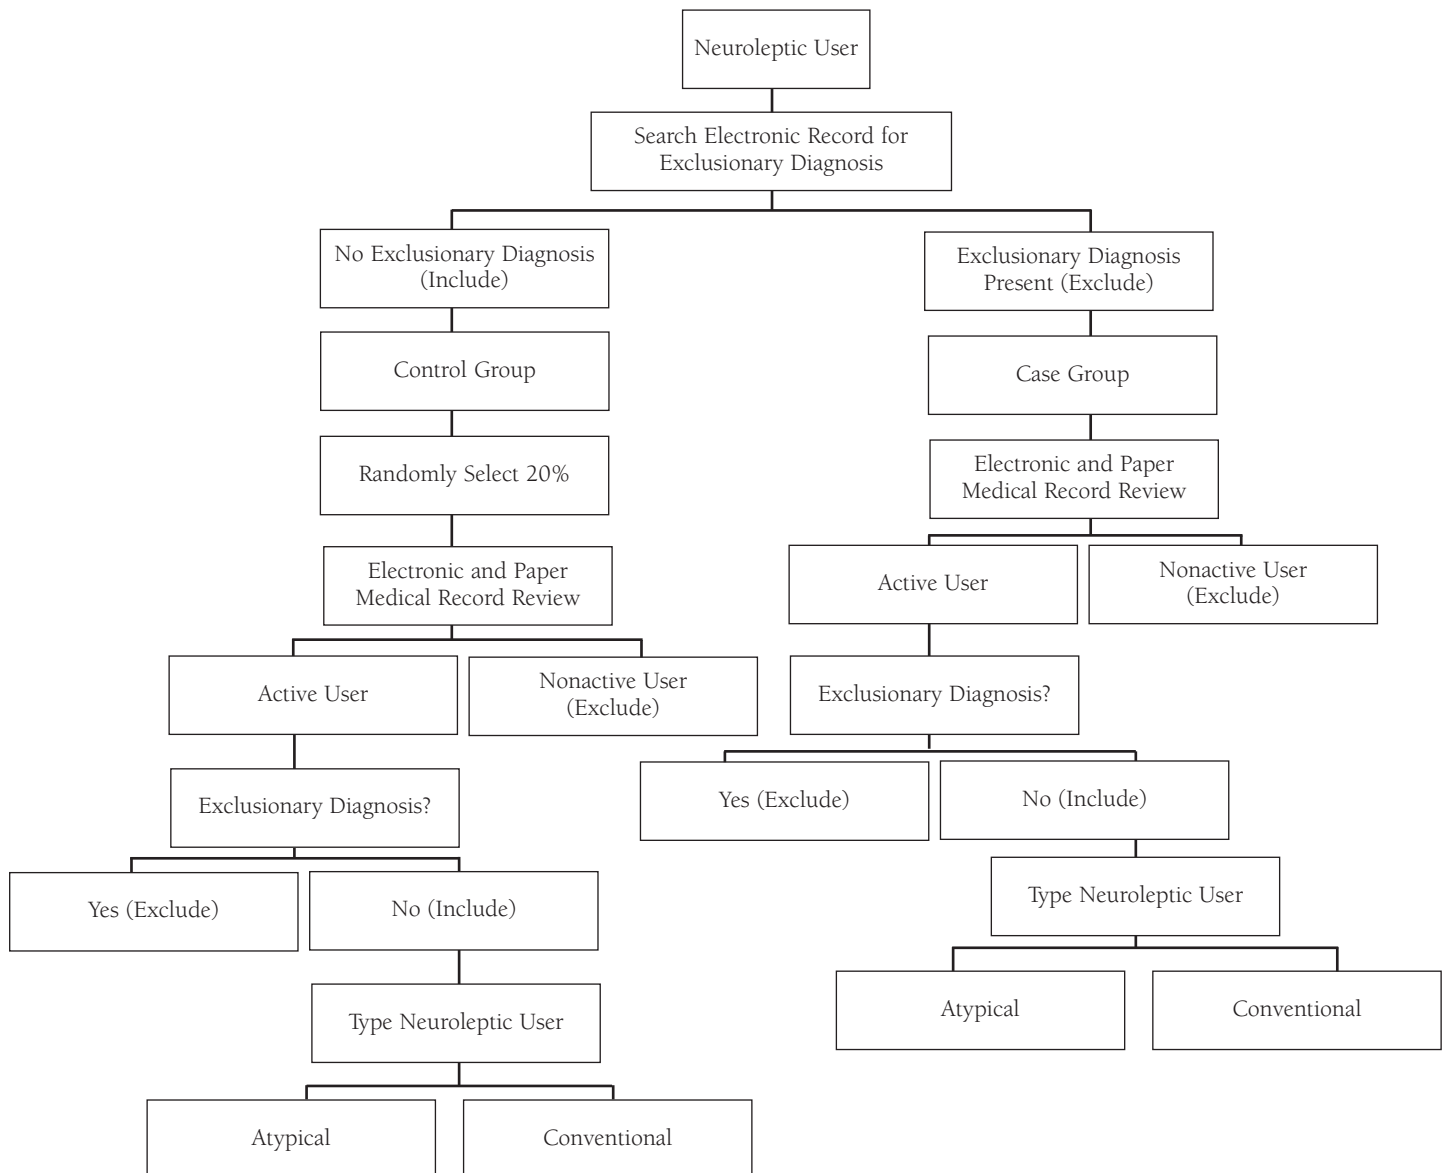 Neuroleptic User
Search Electronic Record for
Exclusionary Diagnosis
No Exclusionary Diagnosis
(Include)
Exclusionary Diagnosis
Present (Exclude)
Control Group
Case Group
Randomly Select 20%
Electronic and Paper
Medical Record Review
Electronic and Paper
Medical Record Review
Active User
Nonactive User
(Exclude)
Active User
Nonactive User
(Exclude)
Exclusionary Diagnosis?
Exclusionary Diagnosis?
Yes (Exclude)
No (Include)
Yes (Exclude)
No (Include)
Type Neuroleptic User
Atypical
Conventional
Type Neuroleptic User
Atypical
Conventional